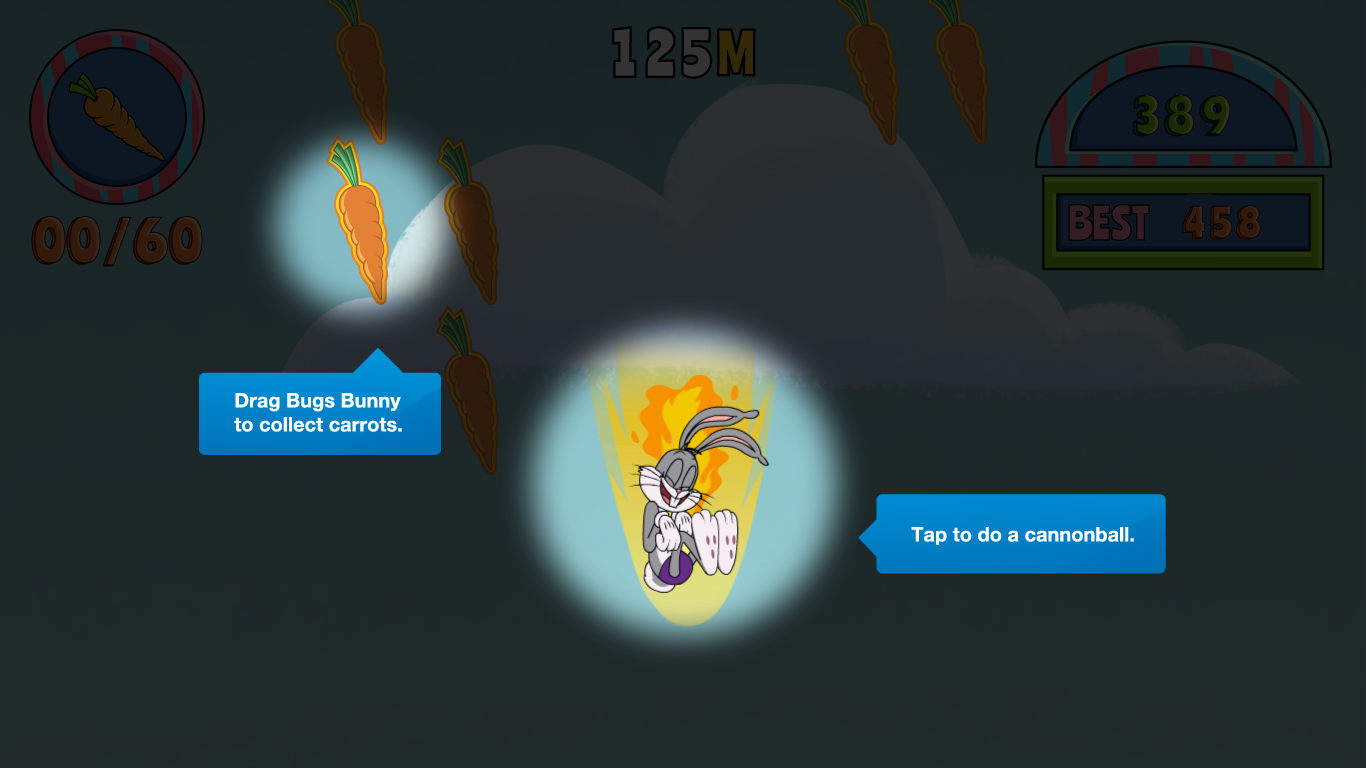 125M
389
00/60
BEST 458
Drag Bugs Bunny
to collect carrots.
Tap to do a cannonball.